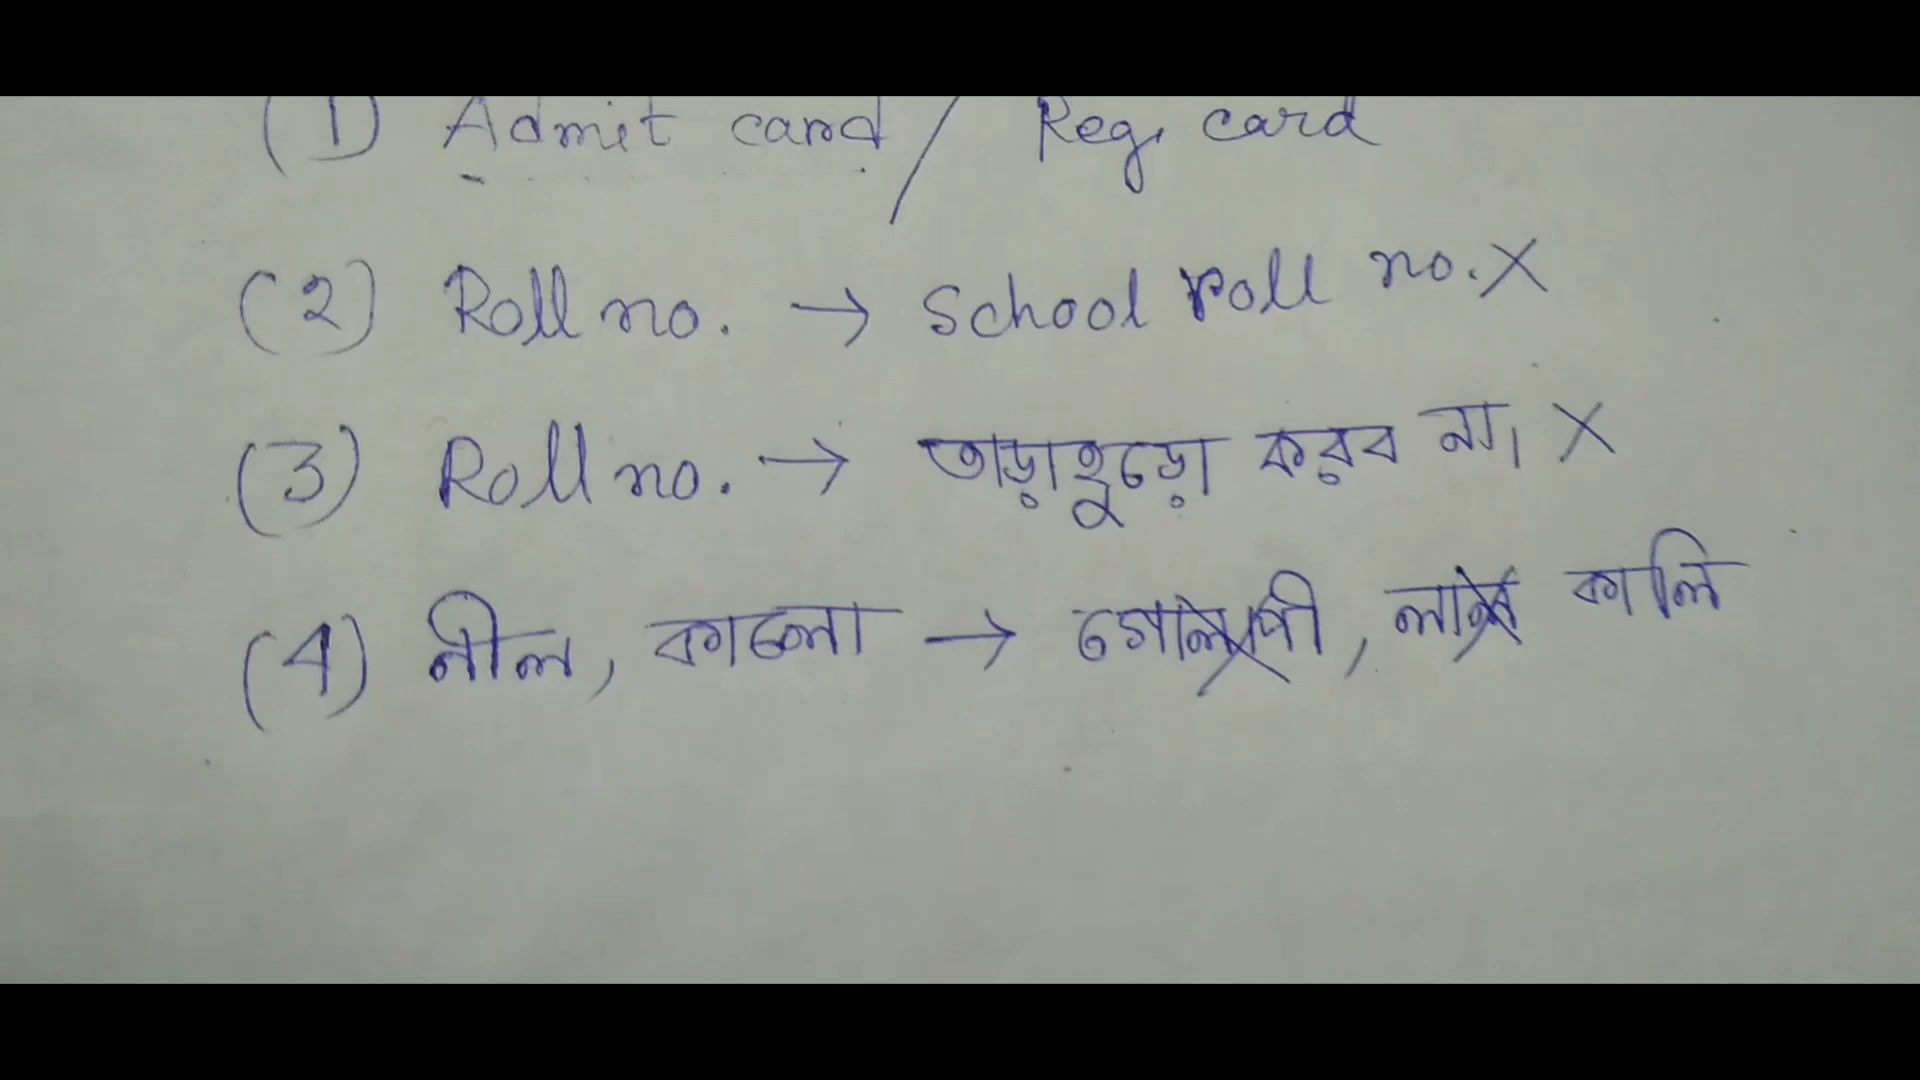 (1) Admit card / Reg. card
(2) Roll no. → School roll no. X
(3) Roll no. → তাড়াহুড়ো করব না। X
(4) নীল, কালো → গোলাপী, লাল কালি